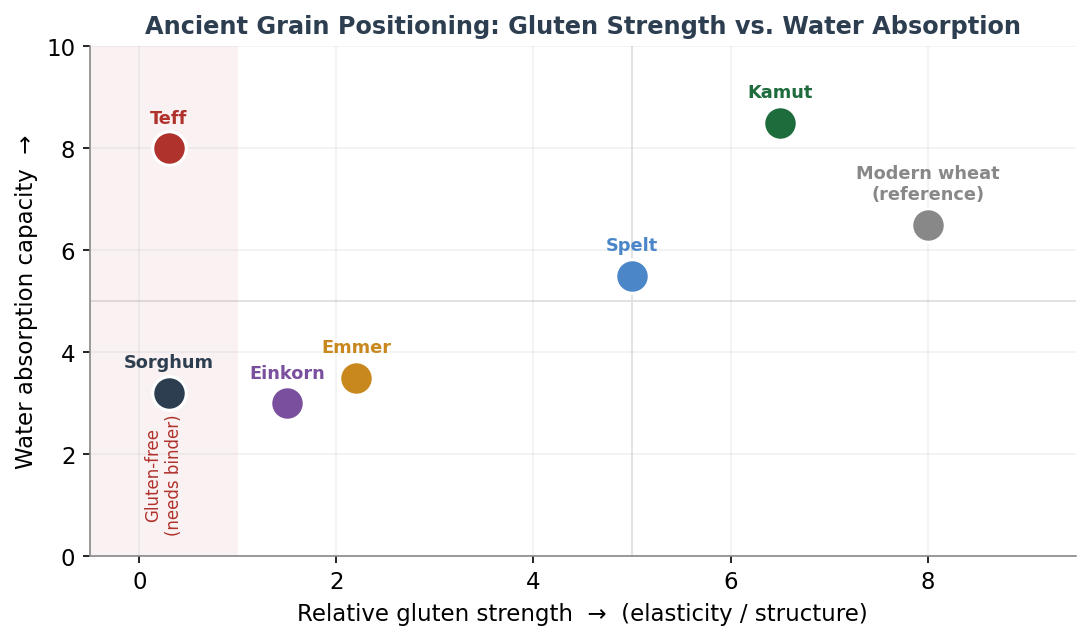 Ancient Grain Positioning: Gluten Strength vs. Water Absorption
Water absorption capacity →
10
8
6
4
2
0
Teff
Kamut
Modern wheat
(reference)
Spelt
Emmer
Sorghum
Einkorn
Gluten-free
(needs binder)
0
2
4
6
8
Relative gluten strength → (elasticity / structure)